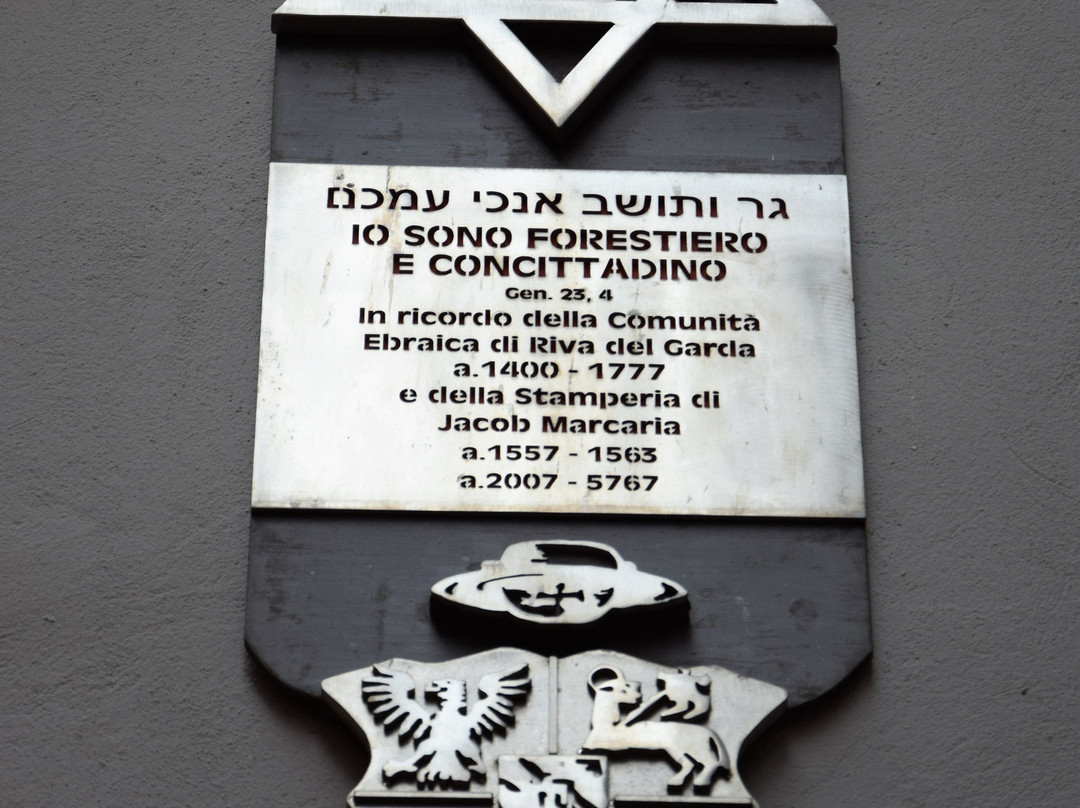 גר ותושב אנכי עמכם
IO SONO FORESTIERO
E CONCITTADINO
Gen. 23, 4
In ricordo della Comunità
Ebraica di Riva del Garda
a.1400 - 1777
e della Stamperia di
Jacob Marcaria
a.1557 - 1563
a.2007 - 5767